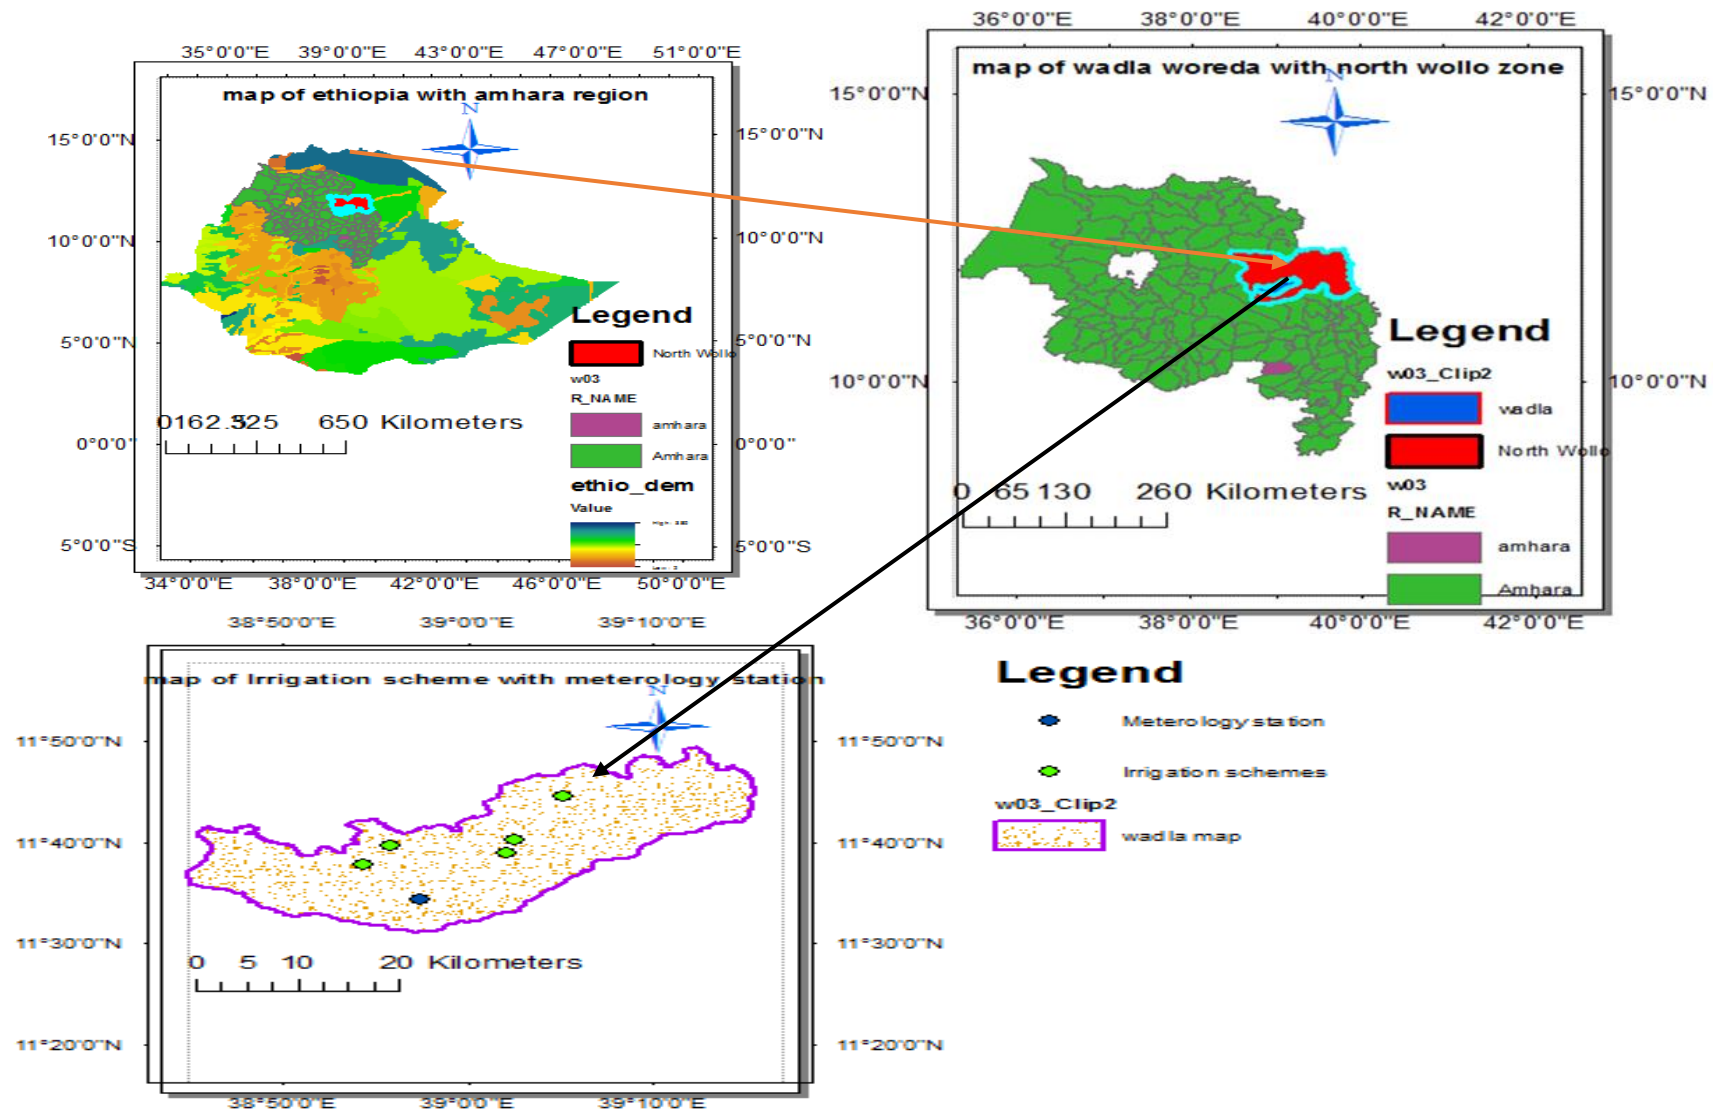 35°0'0"E 39°0'0"E 43°0'0"E 47°0'0"E 51°0'0"E
map of ethiopia with amhara region
N
15°0'0"N 15°0'0"N
10°0'0"N 10°0'0"N
5°0'0"N 5°0'0"N
0°0'0" 0°0'0"
5°0'0"S 5°0'0"S
Legend
North Wollo
w03
R_NAME
amhara
Amhara
ethio_dem
Value
0162.5325 650 Kilometers
34°0'0"E 38°0'0"E 42°0'0"E 46°0'0"E 50°0'0"E
36°0'0"E 38°0'0"E 40°0'0"E 42°0'0"E
map of wadla woreda with north wollo zone
N
15°0'0"N 15°0'0"N
10°0'0"N 10°0'0"N
Legend
w03_Clip2
wadla
North Wollo
w03
R_NAME
amhara
Amhara
0 65 130 260 Kilometers
36°0'0"E 38°0'0"E 40°0'0"E 42°0'0"E
38°50'0"E 39°0'0"E 39°10'0"E
map of Irrigation scheme with meterology station
N
11°50'0"N 11°50'0"N
11°40'0"N 11°40'0"N
11°30'0"N 11°30'0"N
11°20'0"N 11°20'0"N
0 5 10 20 Kilometers
38°50'0"E 39°0'0"E 39°10'0"E
Legend
Meterology station
Irrigation schemes
w03_Clip2
wadla map